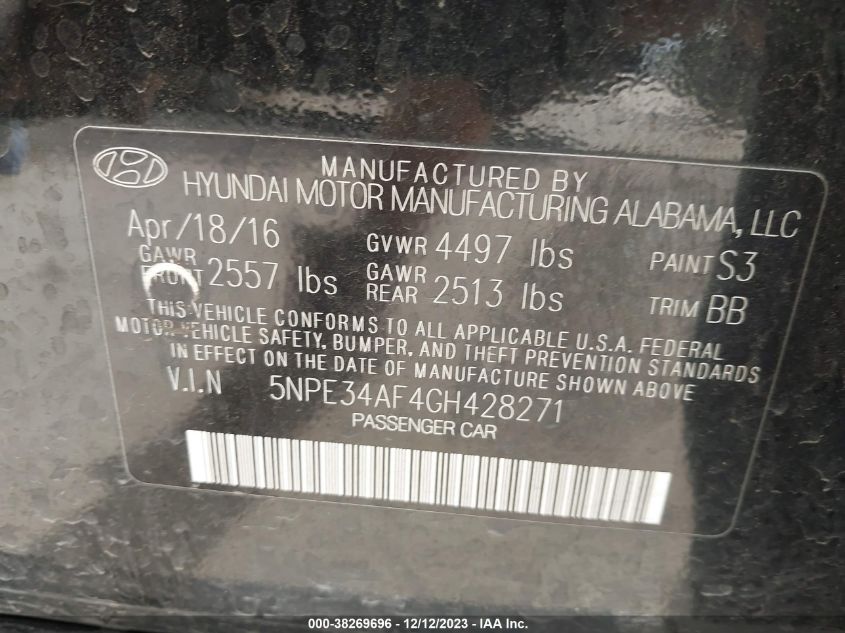 MANUFACTURED BY
HYUNDAI MOTOR MANUFACTURING ALABAMA, LLC
Apr/18/16 GVWR 4497 lbs PAINT S3
GAWR FRONT 2557 lbs GAWR REAR 2513 lbs TRIM BB
THIS VEHICLE CONFORMS TO ALL APPLICABLE U.S.A. FEDERAL
MOTOR VEHICLE SAFETY, BUMPER, AND THEFT PREVENTION STANDARDS
IN EFFECT ON THE DATE OF MANUFACTURE SHOWN ABOVE
V.I.N 5NPE34AF4GH428271
PASSENGER CAR
000-38269696 - 12/12/2023 - IAA Inc.